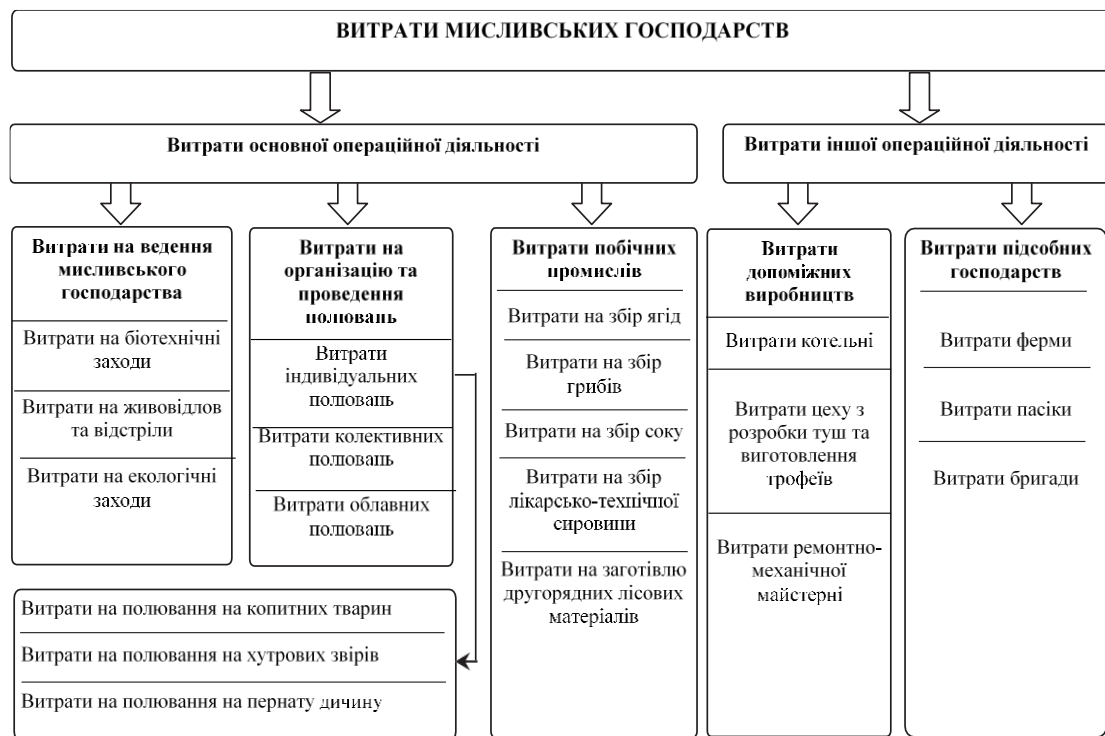 ВИТРАТИ МИСЛИВСЬКИХ ГОСПОДАРСТВ
Витрати основної операційної діяльності
Витрати іншої операційної діяльності
Витрати на ведення
мисливського
господарства
Витрати на біотехнічні
заходи
Витрати на живовідлов
та відстріли
Витрати на екологічні
заходи
Витрати на
організацію та
проведення
полювань
Витрати
індивідуальних
полювань
Витрати колективних
полювань
Витрати облавних
полювань
Витрати на полювання на копитних тварин
Витрати на полювання на хутрових звірів
Витрати на полювання на пернату дичину
Витрати побічних
промислів
Витрати на збір ягід
Витрати на збір
грибів
Витрати на збір соку
Витрати на збір
лікарсько-технічної
сировини
Витрати на заготівлю
другорядних лісових
матеріалів
Витрати
допоміжних
виробництв
Витрати котельні
Витрати цеху з
розробки туш та
виготовлення
трофеїв
Витрати ремонтно-
механічної
майстерні
Витрати підсобних
господарств
Витрати ферми
Витрати пасіки
Витрати бригади